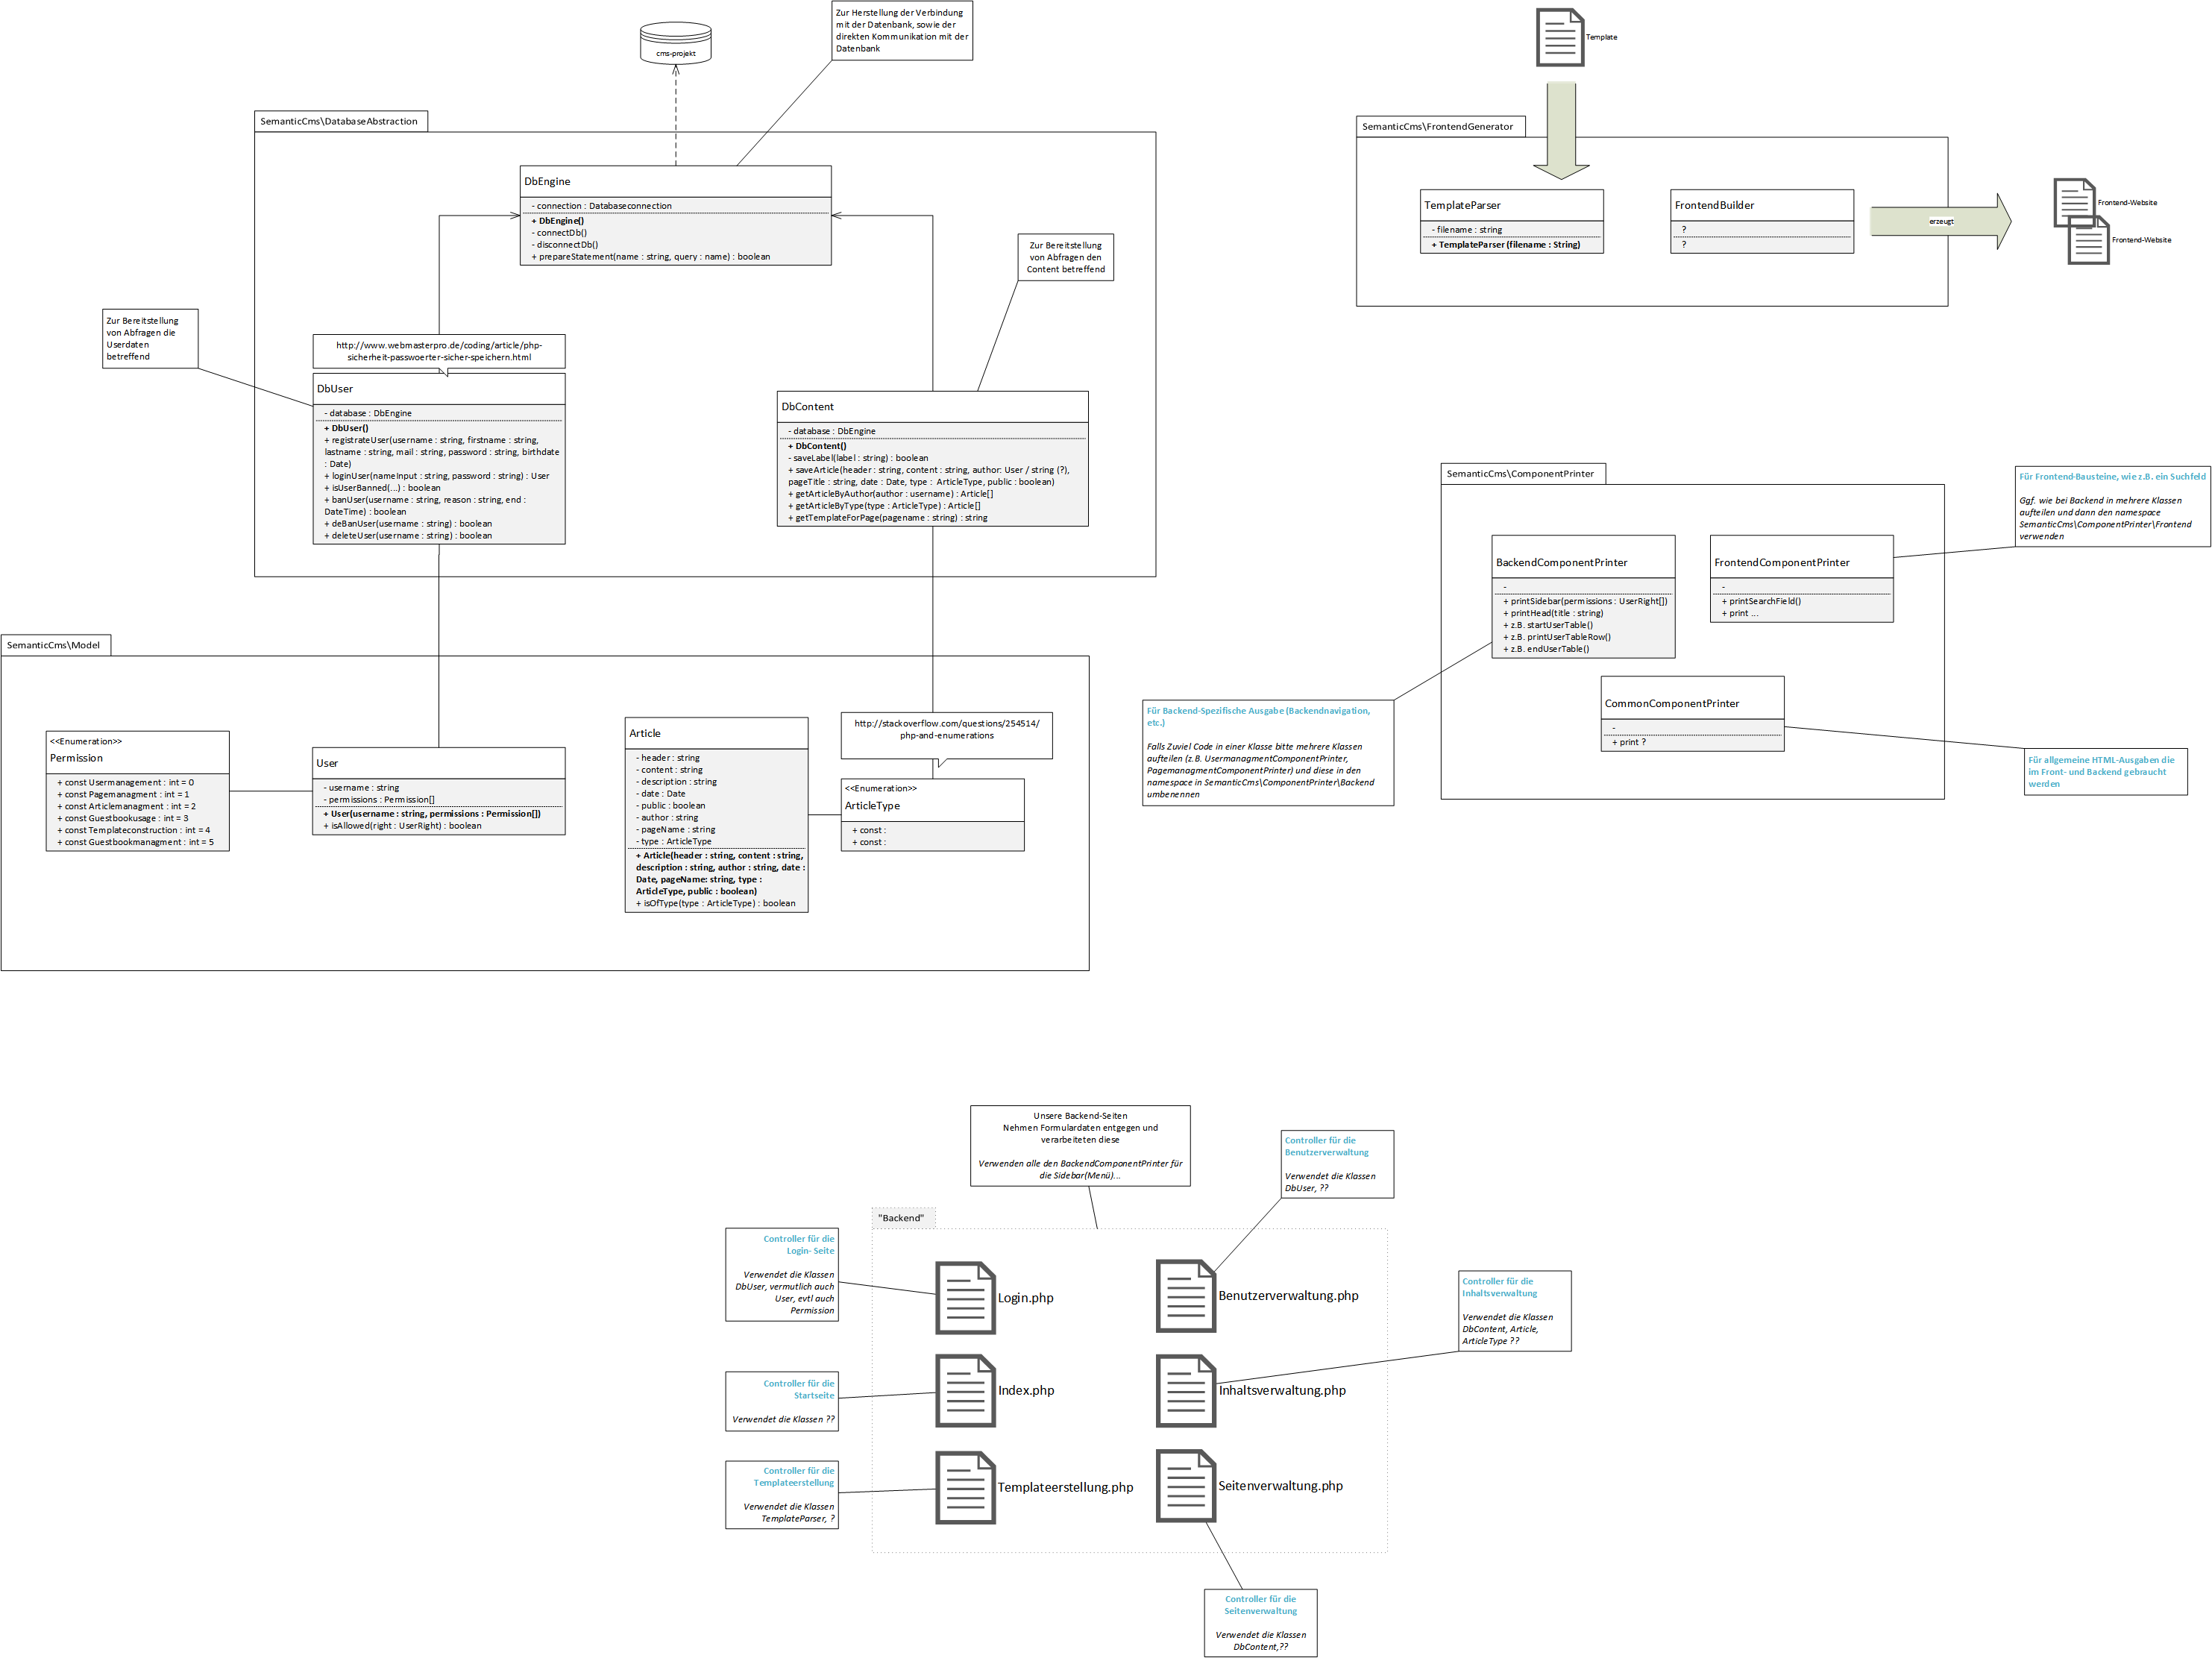 cms-projekt
Zur Herstellung der Verbindung
mit der Datenbank, sowie der
direkten Kommunikation mit der
Datenbank
SemanticCms\DatabaseAbstraction
DbEngine
- connection : Databaseconnection
+ DbEngine()
- connectDb()
- disconnectDb()
+ prepareStatement(name : string, query : name) : boolean
Zur Bereitstellung
von Abfragen den
Content betreffend
Zur Bereitstellung
von Abfragen die
Userdaten
betreffend
http://www.webmasterpro.de/coding/article/php-
sicherheit-passwoerter-sicher-speichern.html
DbUser
- database : DbEngine
+ DbUser()
+ registrateUser(username : string, firstname : string,
lastname : string, mail : string, password : string, birthdate
: Date)
+ loginUser(nameInput : string, password : string) : User
+ isUserBanned(...) : boolean
+ banUser(username : string, reason : string, end :
DateTime) : boolean
+ deBanUser(username : string) : boolean
+ deleteUser(username : string) : boolean
DbContent
- database : DbEngine
+ DbContent()
- saveLabel(label : string) : boolean
+ saveArticle(header : string, content : string, author: User / string (?),
pageTitle : string, date : Date, type : ArticleType, public : boolean)
+ getArticleByAuthor(author : username) : Article[]
+ getArticleByType(type : ArticleType) : Article[]
+ getTemplateForPage(pagename : string) : string
SemanticCms\Model
<<Enumeration>>
Permission
+ const Usermanagement : int = 0
+ const Pagemanagment : int = 1
+ const Articlemanagment : int = 2
+ const Guestbookusage : int = 3
+ const Templateconstruction : int = 4
+ const Guestbookmanagment : int = 5
User
- username : string
- permissions : Permission[]
+ User(username : string, permissions : Permission[])
+ isAllowed(right : UserRight) : boolean
Article
- header : string
- content : string
- description : string
- date : Date
- public : boolean
- author : string
- pageName : string
- type : ArticleType
+ Article(header : string, content : string,
description : string, author : string, date :
Date, pageName: string, type :
ArticleType, public : boolean)
+ isOfType(type : ArticleType) : boolean
http://stackoverflow.com/questions/254514/
php-and-enumerations
<<Enumeration>>
ArticleType
+ const :
+ const :
Template
SemanticCms\FrontendGenerator
TemplateParser
- filename : string
+ TemplateParser (filename : String)
FrontendBuilder
?
?
erzeugt
Frontend-Website
Frontend-Website
SemanticCms\ComponentPrinter
Für Frontend-Bausteine, wie z.B. ein Suchfeld
Ggf. wie bei Backend in mehrere Klassen
aufteilen und dann den namespace
SemanticCms\ComponentPrinter\Frontend
verwenden
BackendComponentPrinter
-
+ printSidebar(permissions : UserRight[])
+ printHead(title : string)
+ z.B. startUserTable()
+ z.B. printUserTableRow()
+ z.B. endUserTable()
FrontendComponentPrinter
-
+ printSearchField()
+ print ...
CommonComponentPrinter
-
+ print ?
Für Backend-Spezifische Ausgabe (Backendnavigation,
etc.)
Falls Zuviel Code in einer Klasse bitte mehrere Klassen
aufteilen (z.B. UsermanagmentComponentPrinter,
PagemanagmentComponentPrinter) und diese in den
namespace in SemanticCms\ComponentPrinter\Backend
umbenennen
Für allgemeine HTML-Ausgaben die
im Front- und Backend gebraucht
werden
Unsere Backend-Seiten
Nehmen Formulardaten entgegen und
verarbeiteten diese
Verwenden alle den BackendComponentPrinter für
die Sidebar(Menü)...
Controller für die
Benutzerverwaltung
Verwendet die Klassen
DbUser, ??
"Backend"
Controller für die
Login- Seite
Verwendet die Klassen
DbUser, vermutlich auch
User, evtl auch
Permission
Login.php
Benutzerverwaltung.php
Controller für die
Inhaltsverwaltung
Verwendet die Klassen
DbContent, Article,
ArticleType ??
Controller für die
Startseite
Verwendet die Klassen ??
Index.php
Inhaltsverwaltung.php
Controller für die
Templateerstellung
Verwendet die Klassen
TemplateParser, ?
Templateerstellung.php
Seitenverwaltung.php
Controller für die
Seitenverwaltung
Verwendet die Klassen
DbContent,??